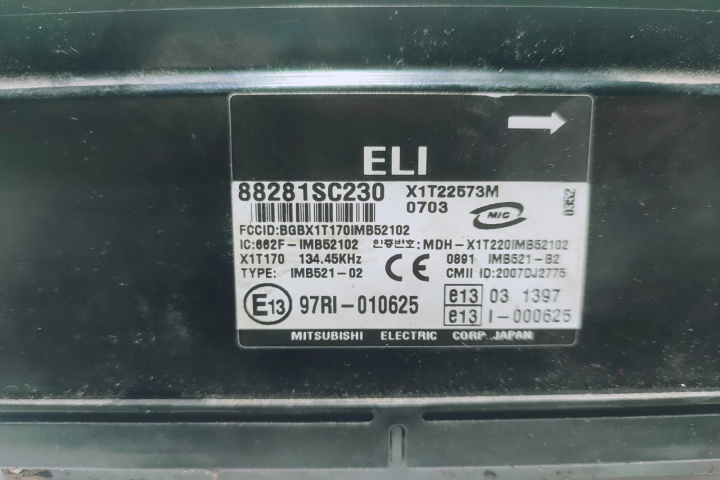 ELI
88281SC230 X1T22573M
0703 MIC 0352
FCCID:BGBX1T170IMB52102
IC:662F-IMB52102 인증번호: MDH-X1T220IMB52102
X1T170 134.45KHz CE 0891 IMB521-B2
TYPE: IMB521-02 CMII ID:2007DJ2775
E13 97RI-010625 e13 03 1397
e13 I-000625
MITSUBISHI ELECTRIC CORP. JAPAN